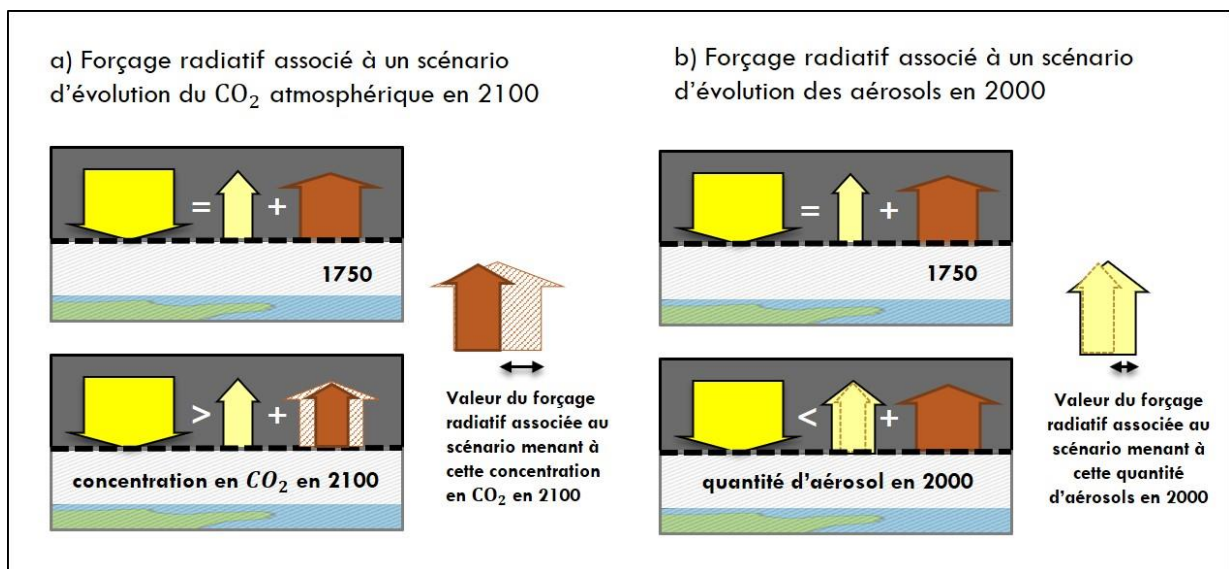 a) Forçage radiatif associé à un scénario
d'évolution du CO₂ atmosphérique en 2100
=
+
1750
>
+
concentration en CO₂ en 2100
Valeur du forçage
radiatif associée au
scénario menant à
cette concentration
en CO₂ en 2100
b) Forçage radiatif associé à un scénario
d'évolution des aérosols en 2000
=
+
1750
<
+
quantité d'aérosol en 2000
Valeur du forçage
radiatif associée au
scénario menant à
cette quantité
d'aérosols en 2000